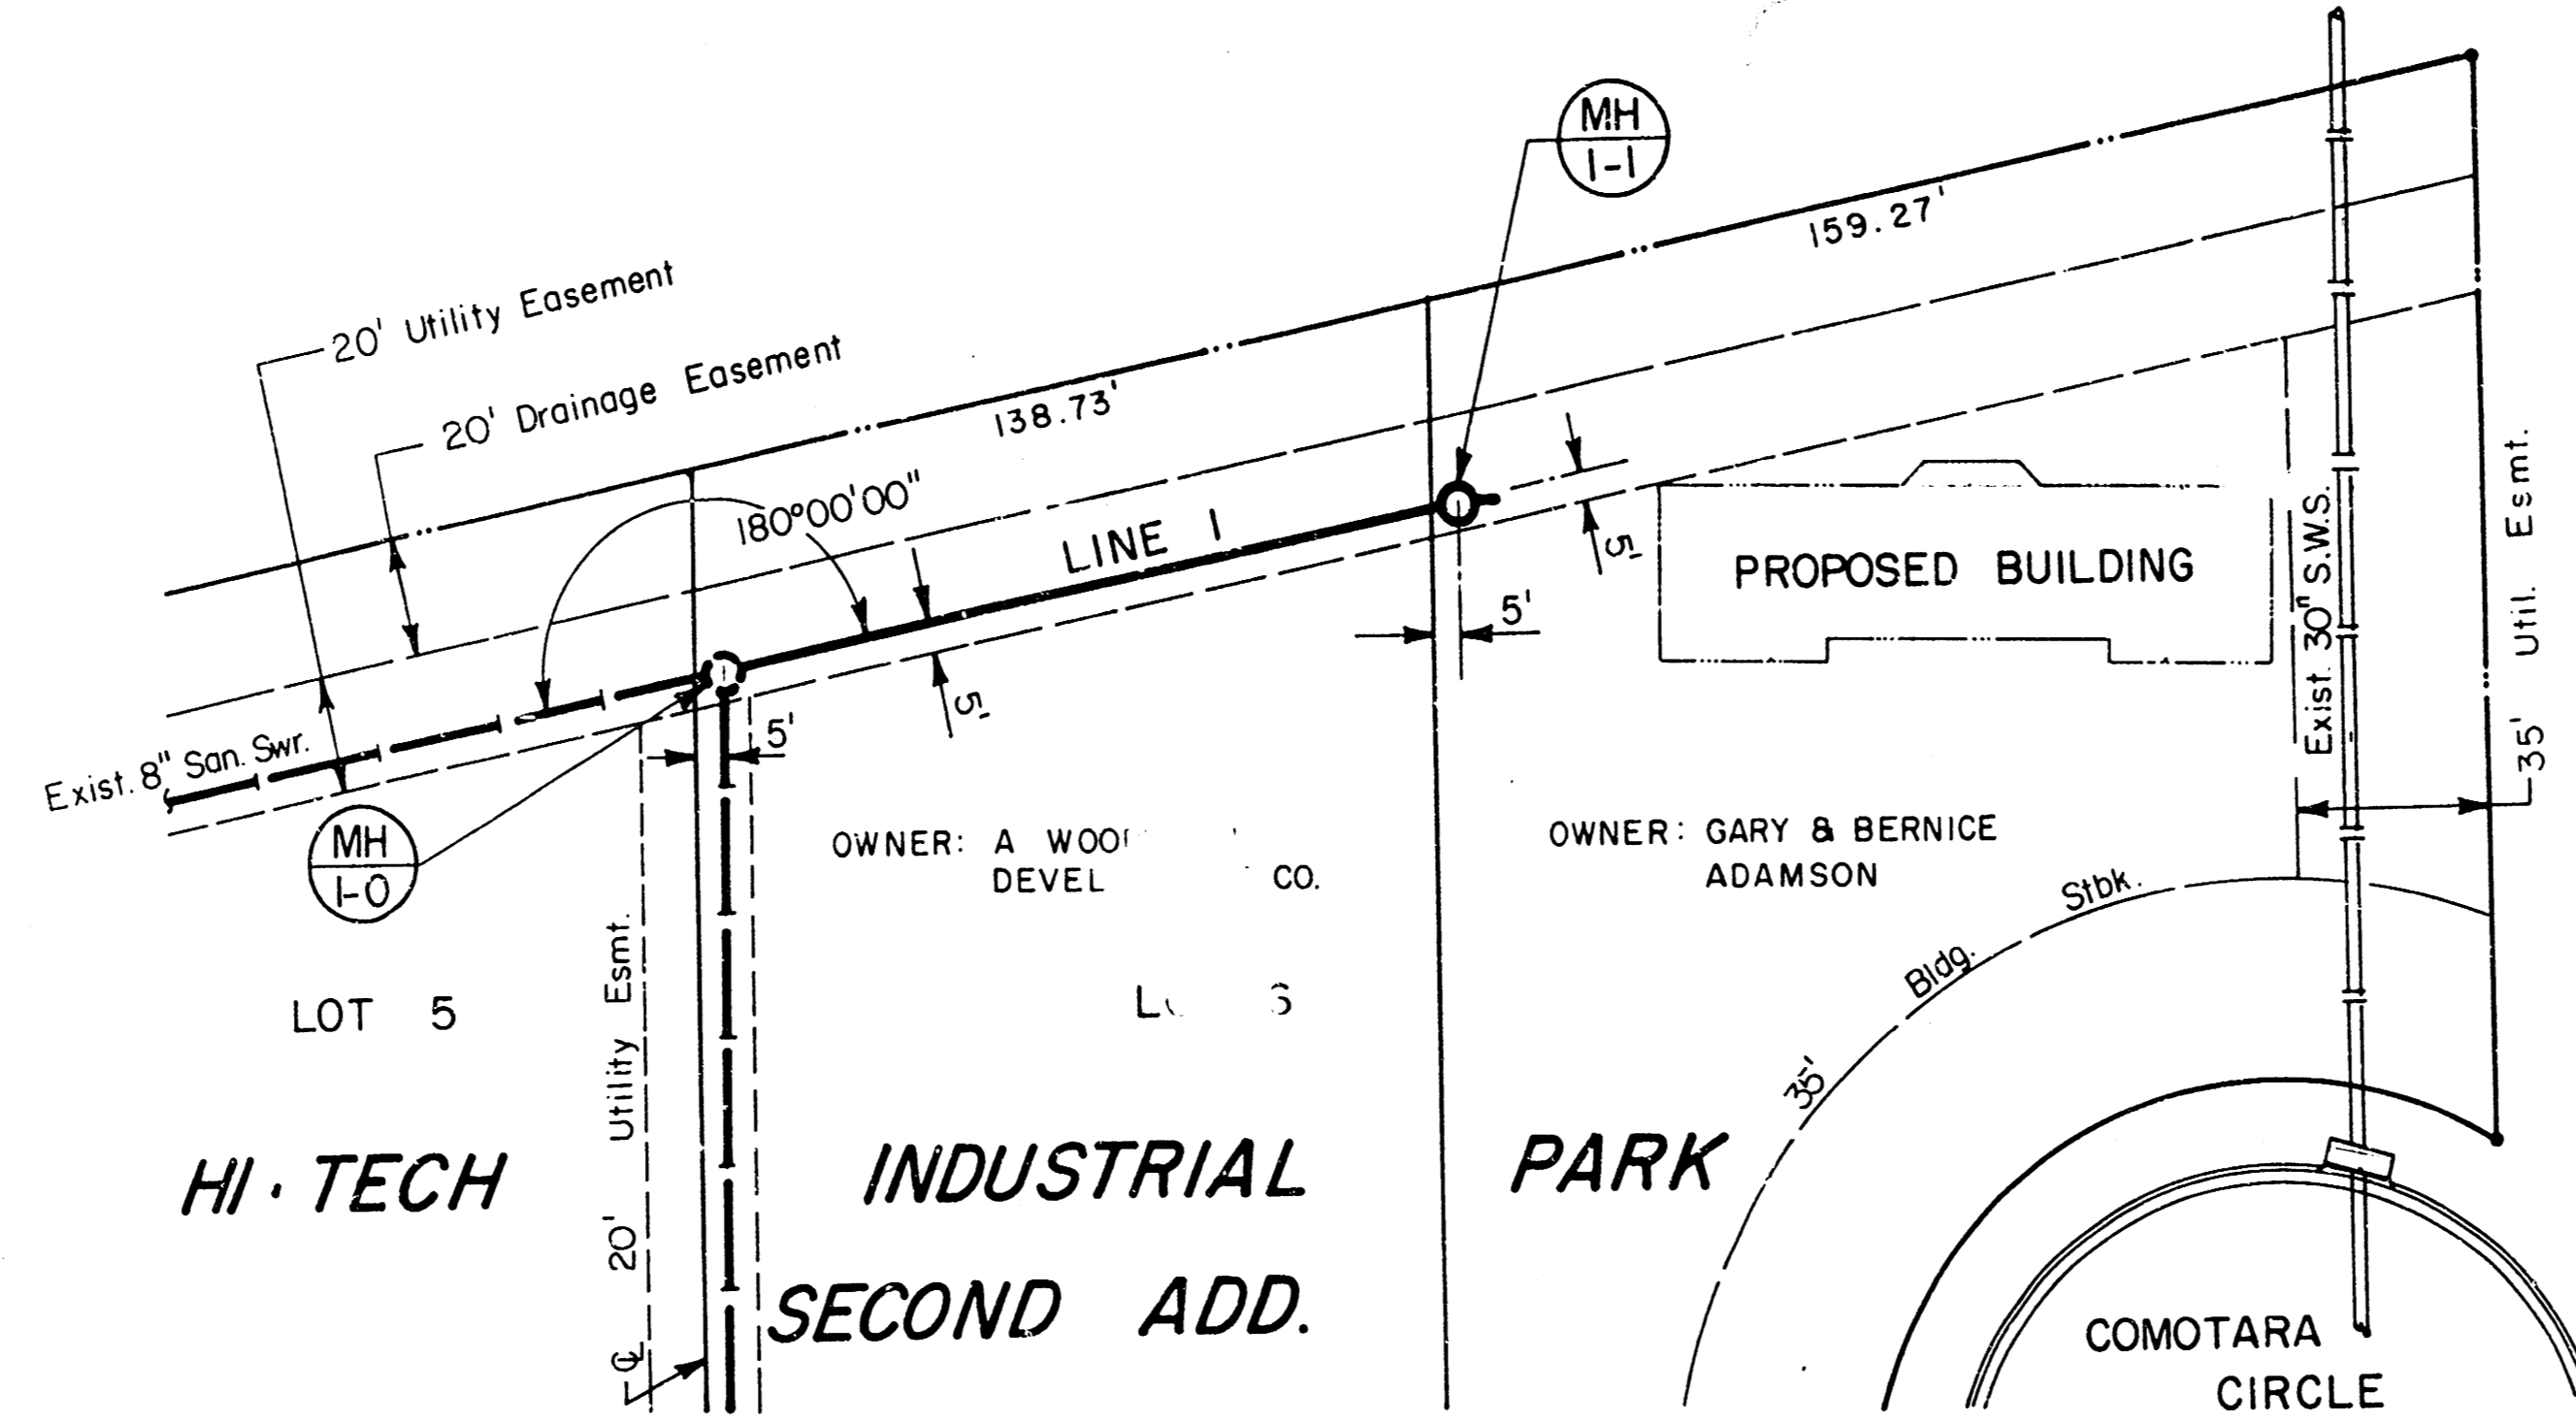 MH
1-1
159.27'
20' Utility Easement
20' Drainage Easement
138.73'
180°00'00"
LINE 1
5'
5'
5'
5'
PROPOSED BUILDING
Exist. 30" S.W.S.
35' Util. Esmt.
Exist. 8" San. Swr.
MH
1-0
OWNER: A
DEVEL CO.
OWNER: GARY & BERNICE
ADAMSON
LOT 5
20' Utility Esmt.
℄
35' Bldg. Stbk.
HI-TECH INDUSTRIAL PARK
SECOND ADD.
COMOTARA
CIRCLE